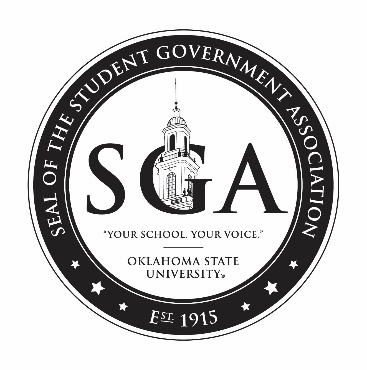 SEAL OF THE STUDENT GOVERNMENT ASSOCIATION
SGA
"YOUR SCHOOL. YOUR VOICE."
OKLAHOMA STATE
UNIVERSITY®
EST. 1915